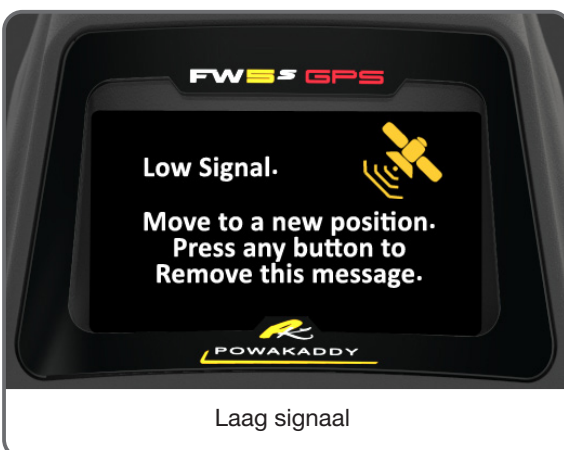 FW5s GPS
Low Signal.
Move to a new position.
Press any button to
Remove this message.
POWAKADDY
Laag signaal